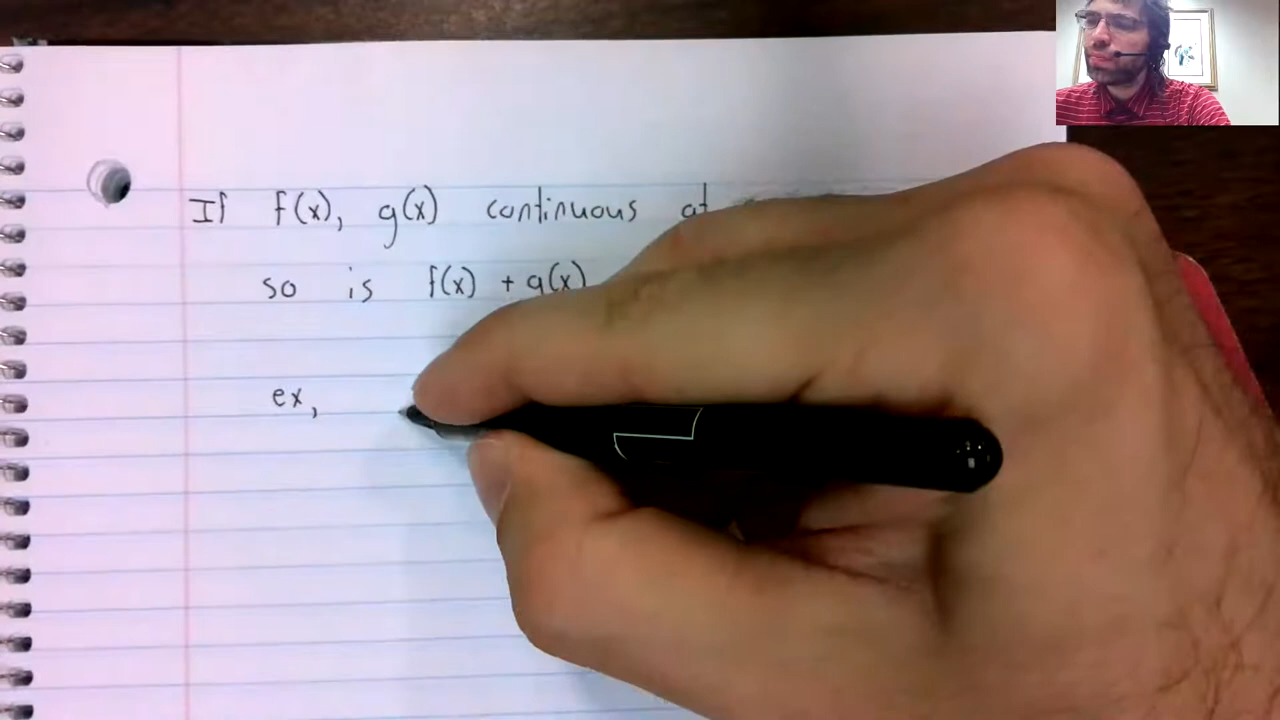 If f(x), g(x) continuous at
so is f(x) + g(x)
ex,